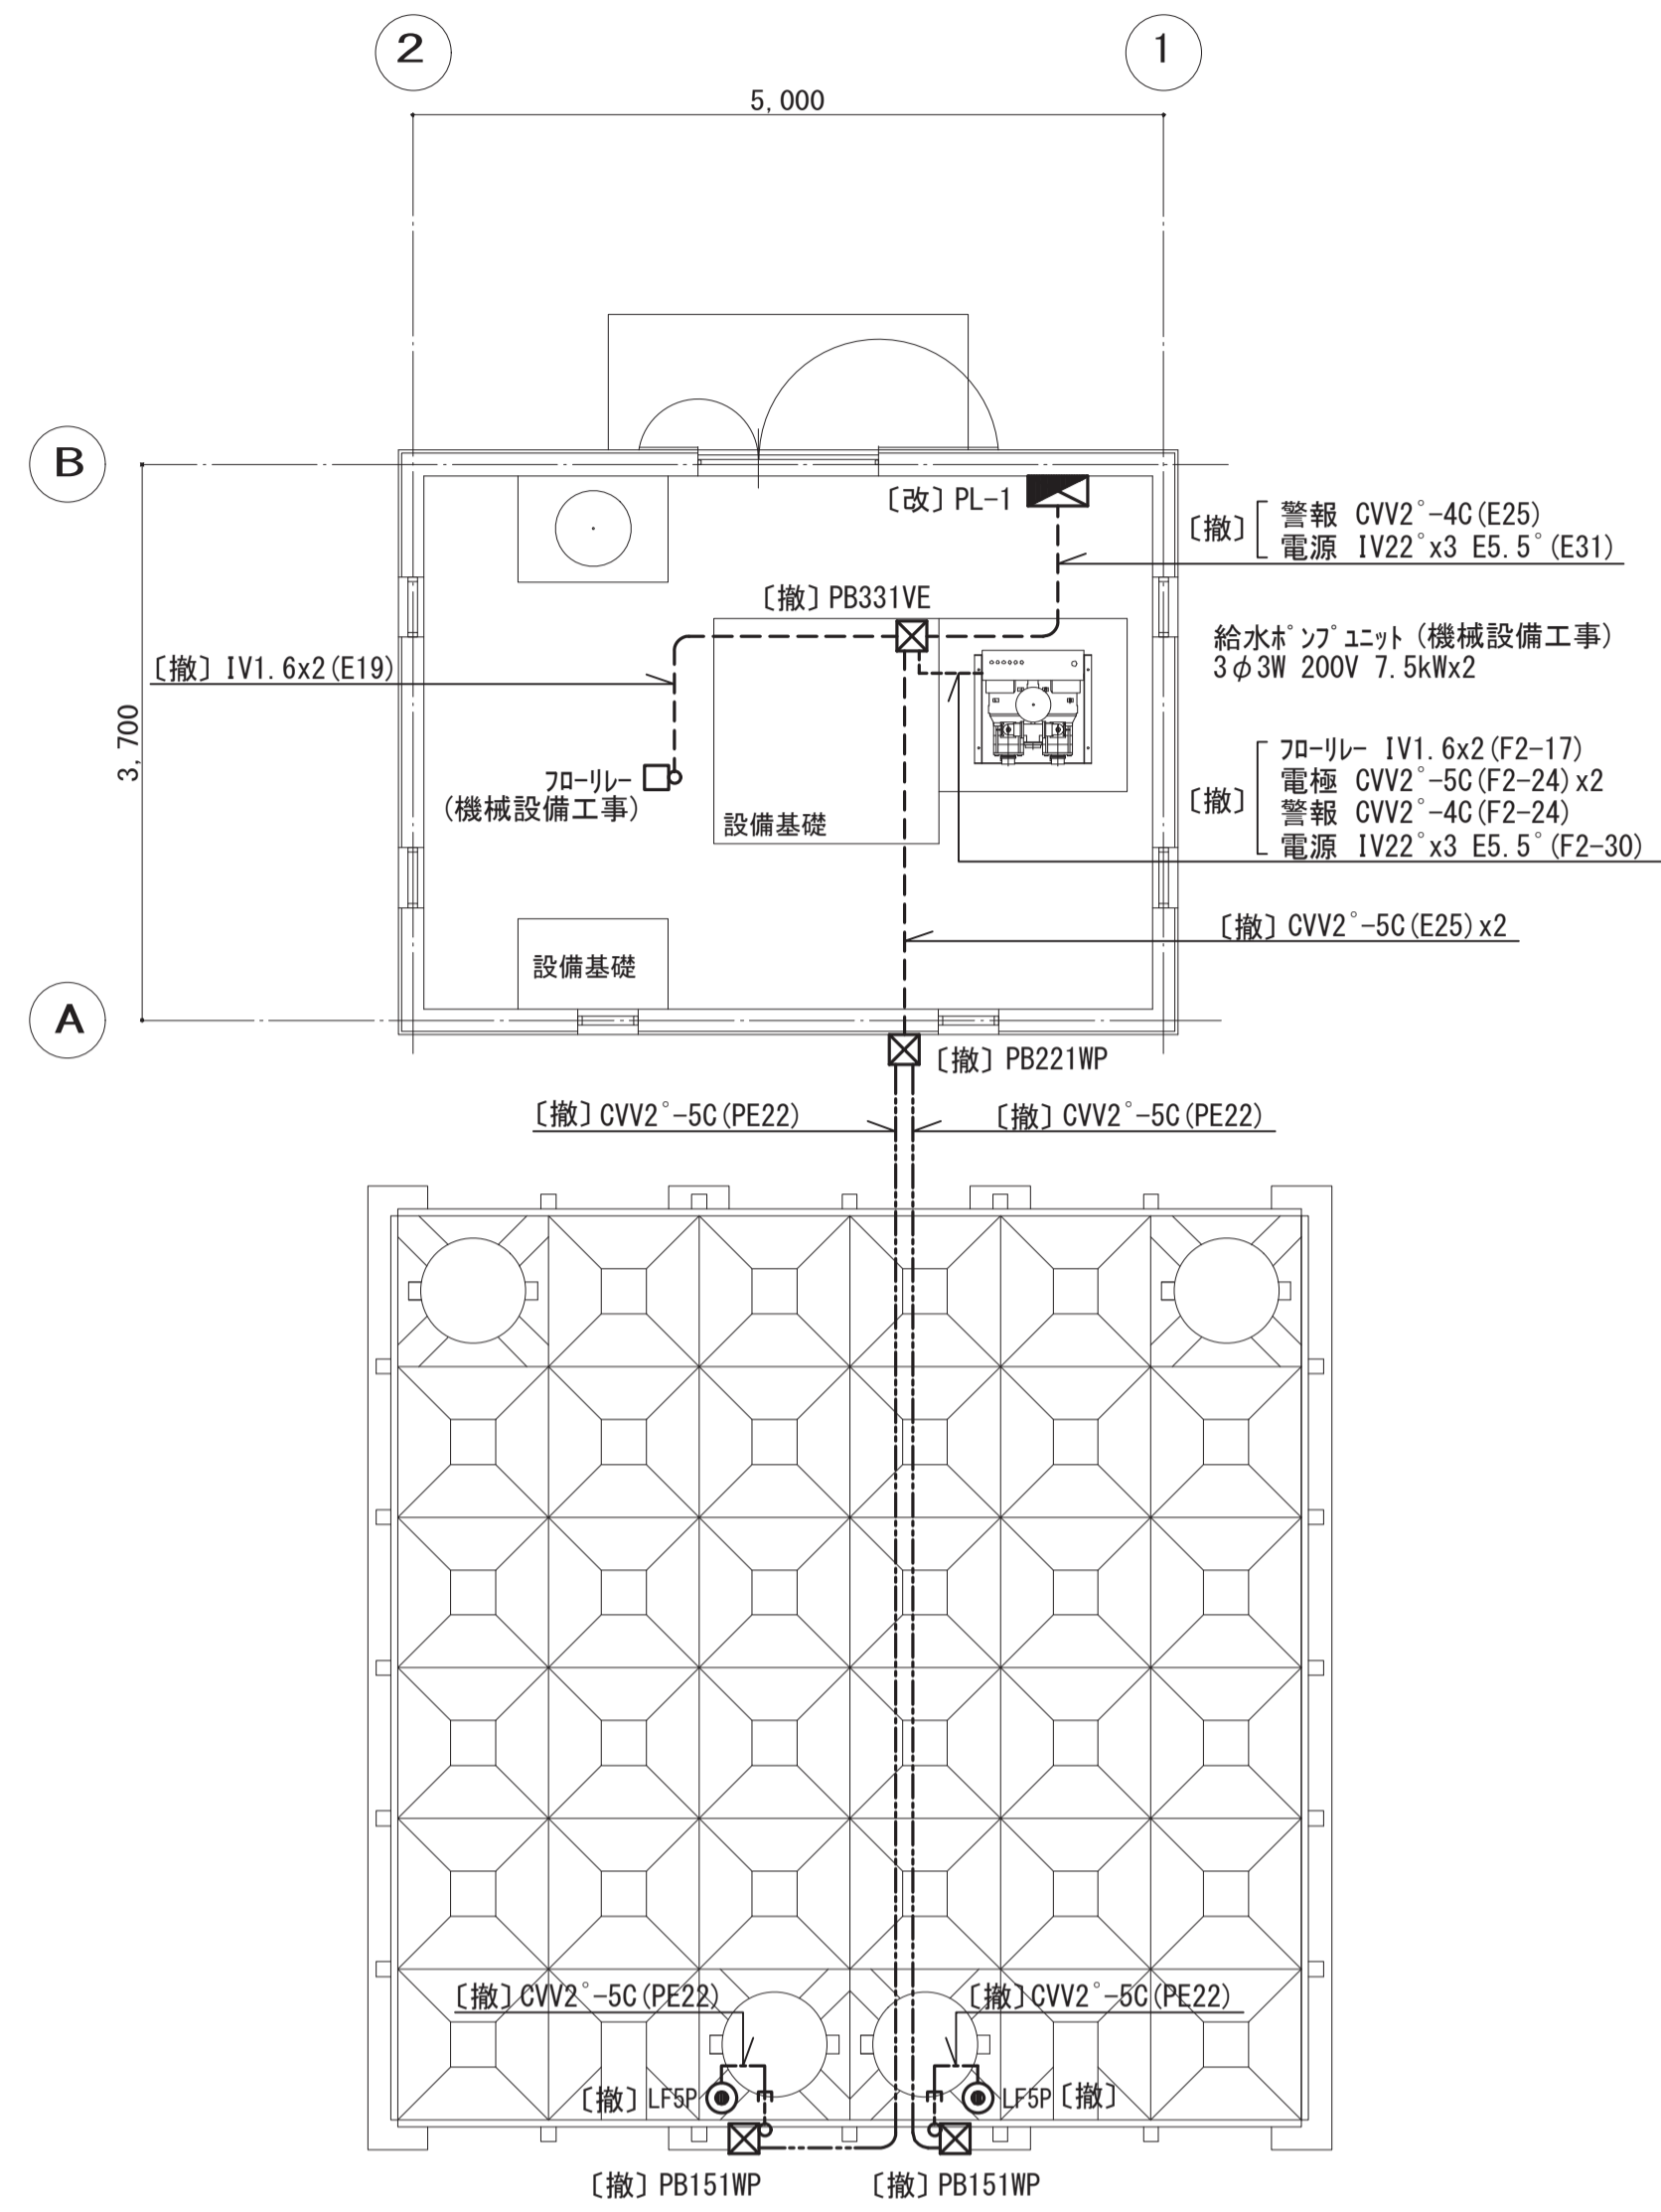 2
1
5,000
B
〔改〕PL-1
〔撤〕
警報 CVV2°-4C(E25)
電源 IV22°x3 E5.5°(E31)
〔撤〕PB331VE
給水ポンプユニット(機械設備工事)
3φ3W 200V 7.5kWx2
〔撤〕IV1.6x2(E19)
3,700
フローリレー
(機械設備工事)
設備基礎
〔撤〕
フローリレー IV1.6x2(F2-17)
電極 CVV2°-5C(F2-24)x2
警報 CVV2°-4C(F2-24)
電源 IV22°x3 E5.5°(F2-30)
〔撤〕CVV2°-5C(E25)x2
設備基礎
A
〔撤〕PB221WP
〔撤〕CVV2°-5C(PE22)
〔撤〕CVV2°-5C(PE22)
〔撤〕CVV2°-5C(PE22)
〔撤〕CVV2°-5C(PE22)
〔撤〕LF5P
LF5P〔撤〕
〔撤〕PB151WP
〔撤〕PB151WP